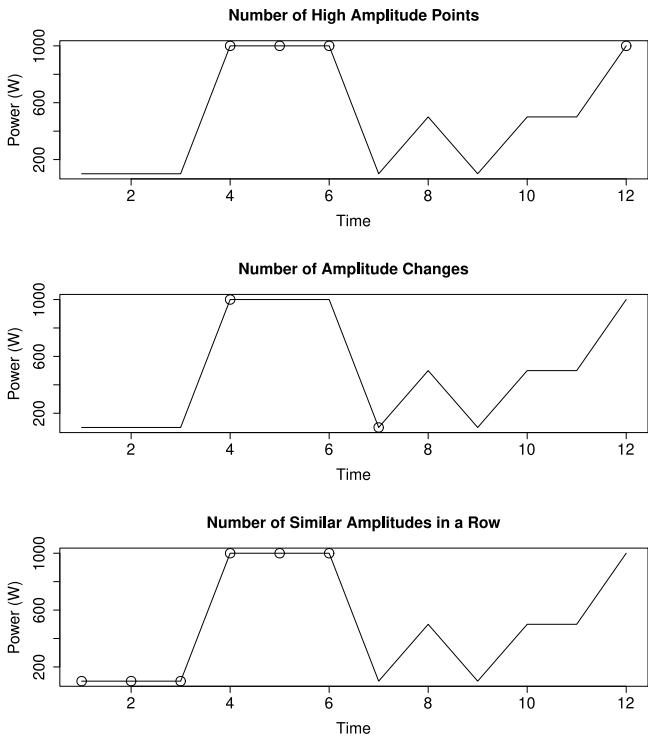 Number of High Amplitude Points
Power (W)
200 600 1000
2 4 6 8 10 12
Time
Number of Amplitude Changes
Power (W)
200 600 1000
2 4 6 8 10 12
Time
Number of Similar Amplitudes in a Row
Power (W)
200 600 1000
2 4 6 8 10 12
Time